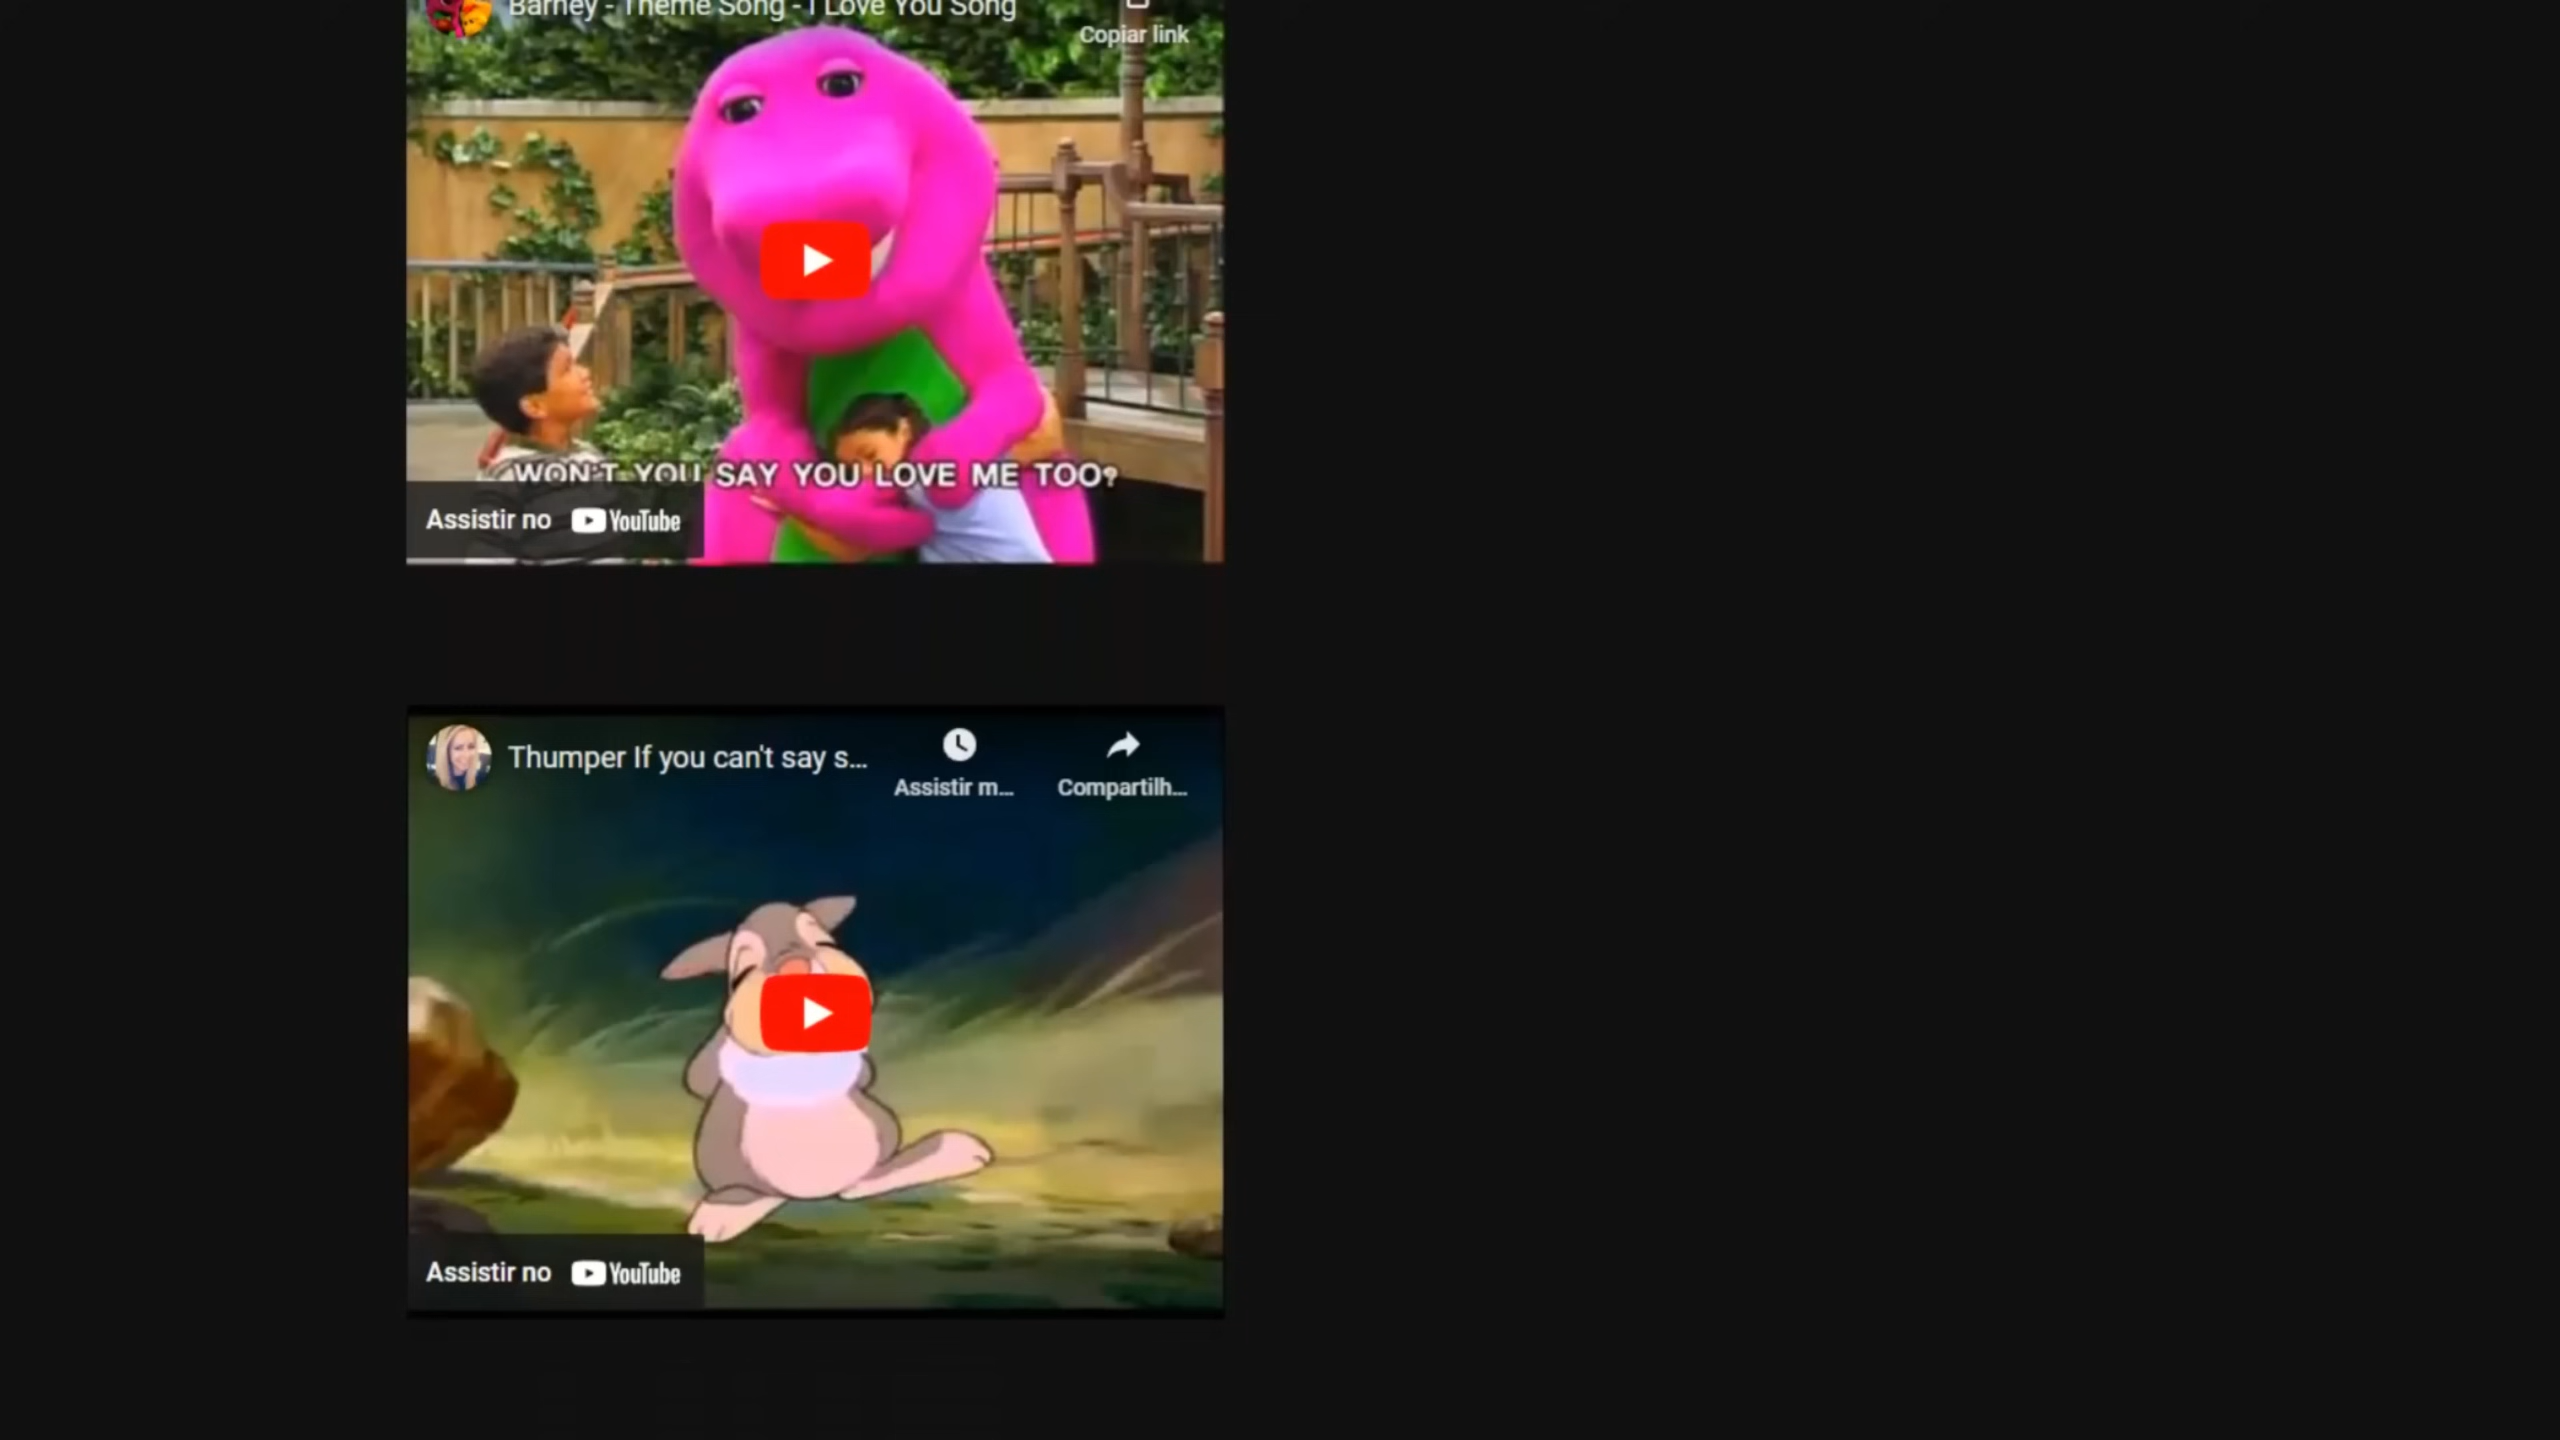 Barney - Theme Song - I Love You Song
Copiar link
WON'T YOU SAY YOU LOVE ME TOO?
Assistir no YouTube
Thumper If you can't say s...
Assistir m...
Compartilh...
Assistir no YouTube